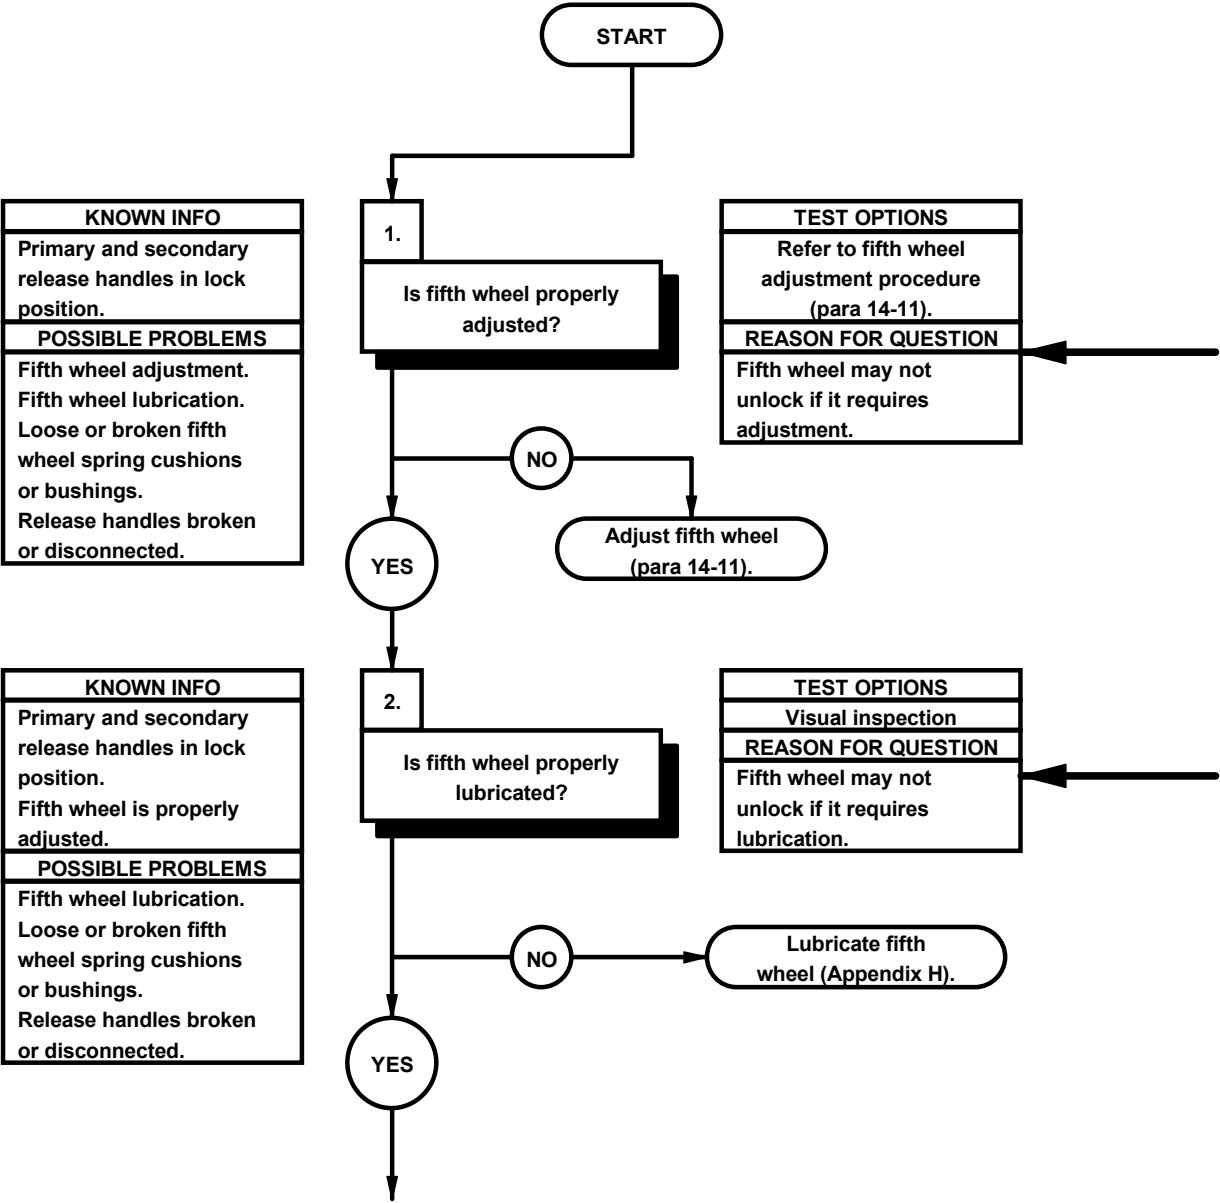 START
KNOWN INFO
Primary and secondary
release handles in lock
position.
POSSIBLE PROBLEMS
Fifth wheel adjustment.
Fifth wheel lubrication.
Loose or broken fifth
wheel spring cushions
or bushings.
Release handles broken
or disconnected.
1.
Is fifth wheel properly
adjusted?
TEST OPTIONS
Refer to fifth wheel
adjustment procedure
(para 14-11).
REASON FOR QUESTION
Fifth wheel may not
unlock if it requires
adjustment.
NO
Adjust fifth wheel
(para 14-11).
YES
KNOWN INFO
Primary and secondary
release handles in lock
position.
Fifth wheel is properly
adjusted.
POSSIBLE PROBLEMS
Fifth wheel lubrication.
Loose or broken fifth
wheel spring cushions
or bushings.
Release handles broken
or disconnected.
2.
Is fifth wheel properly
lubricated?
TEST OPTIONS
Visual inspection
REASON FOR QUESTION
Fifth wheel may not
unlock if it requires
lubrication.
NO
Lubricate fifth
wheel (Appendix H).
YES